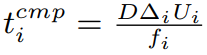 $t_i^{cmp} = \frac{D\Delta_i U_i}{f_i}$